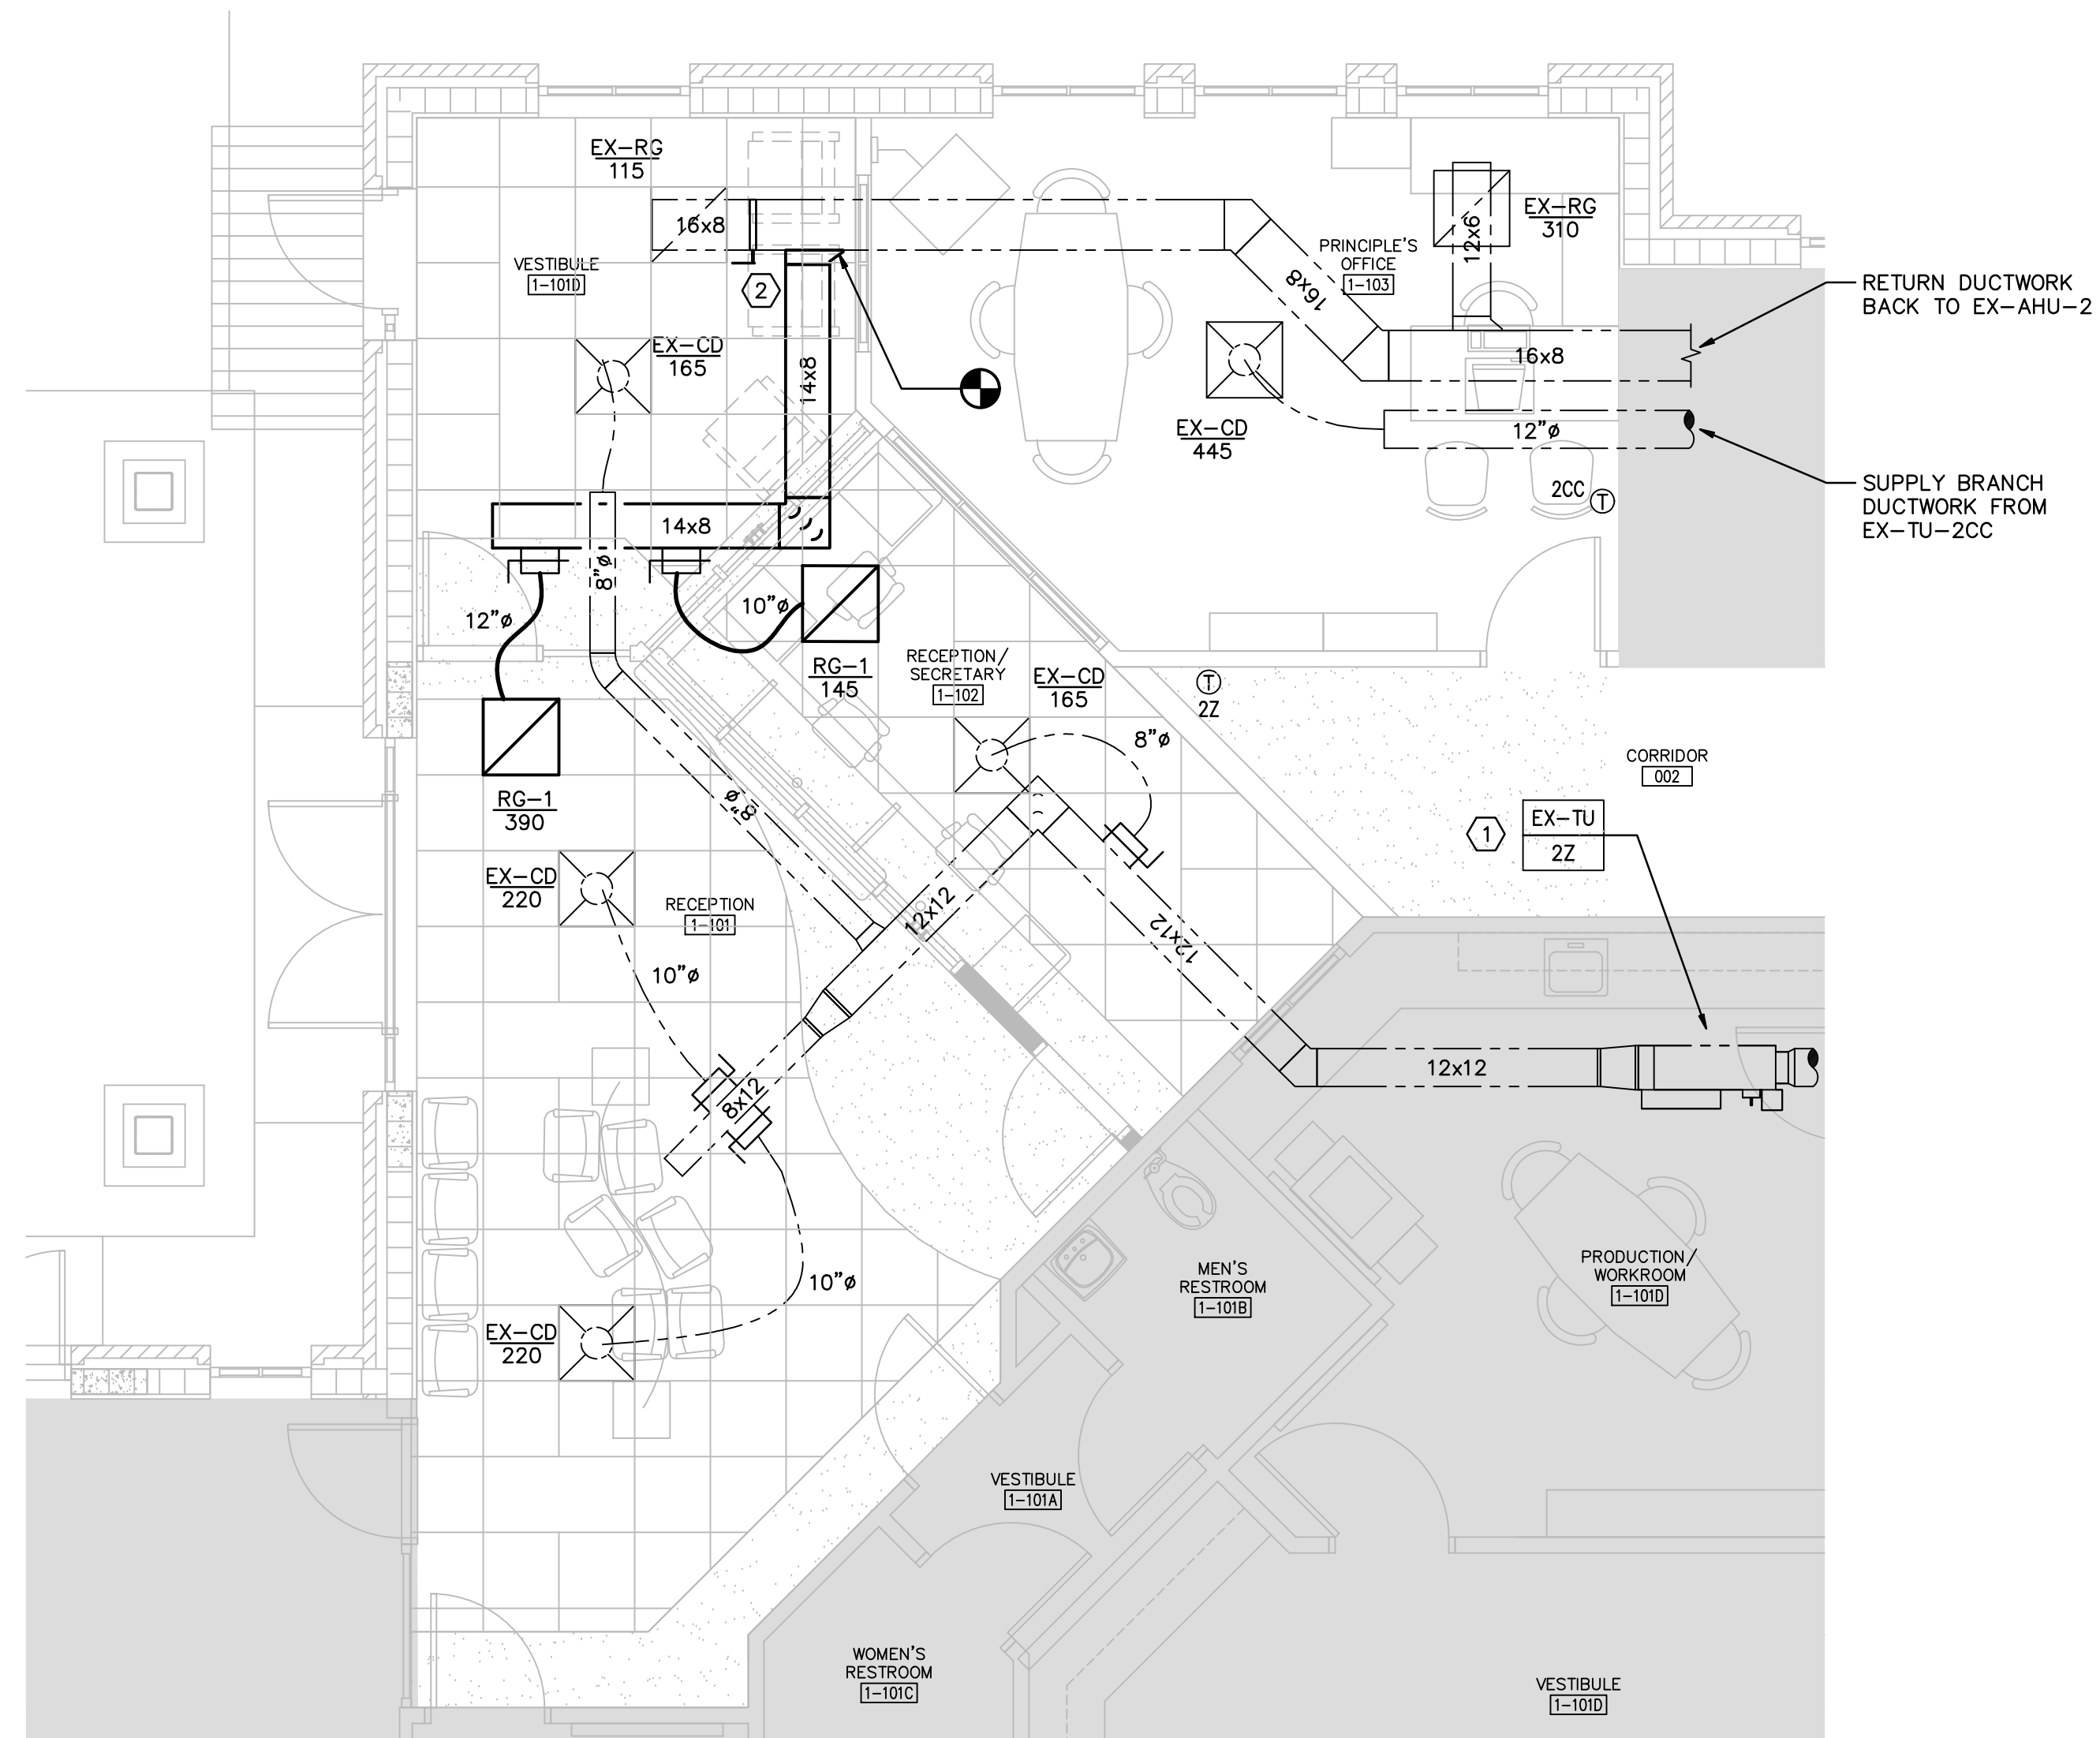 EX-RG
115
16x8
VESTIBULE
1-101D
2
EX-CD
165
14x8
14x8
8"ø
12"ø
10"ø
RG-1
145
RG-1
390
PRINCIPLE'S
OFFICE
1-103
16x8
12x6
EX-RG
310
16x8
EX-CD
445
12"ø
2CC
T
RETURN DUCTWORK
BACK TO EX-AHU-2
SUPPLY BRANCH
DUCTWORK FROM
EX-TU-2CC
RECEPTION/
SECRETARY
1-102
EX-CD
165
T
2Z
8"ø
8"ø
CORRIDOR
002
1
EX-TU
2Z
EX-CD
220
RECEPTION
1-101
12x12
12x12
10"ø
12x12
8x12
10"ø
EX-CD
220
MEN'S
RESTROOM
1-101B
PRODUCTION/
WORKROOM
1-101D
VESTIBULE
1-101A
WOMEN'S
RESTROOM
1-101C
VESTIBULE
1-101D